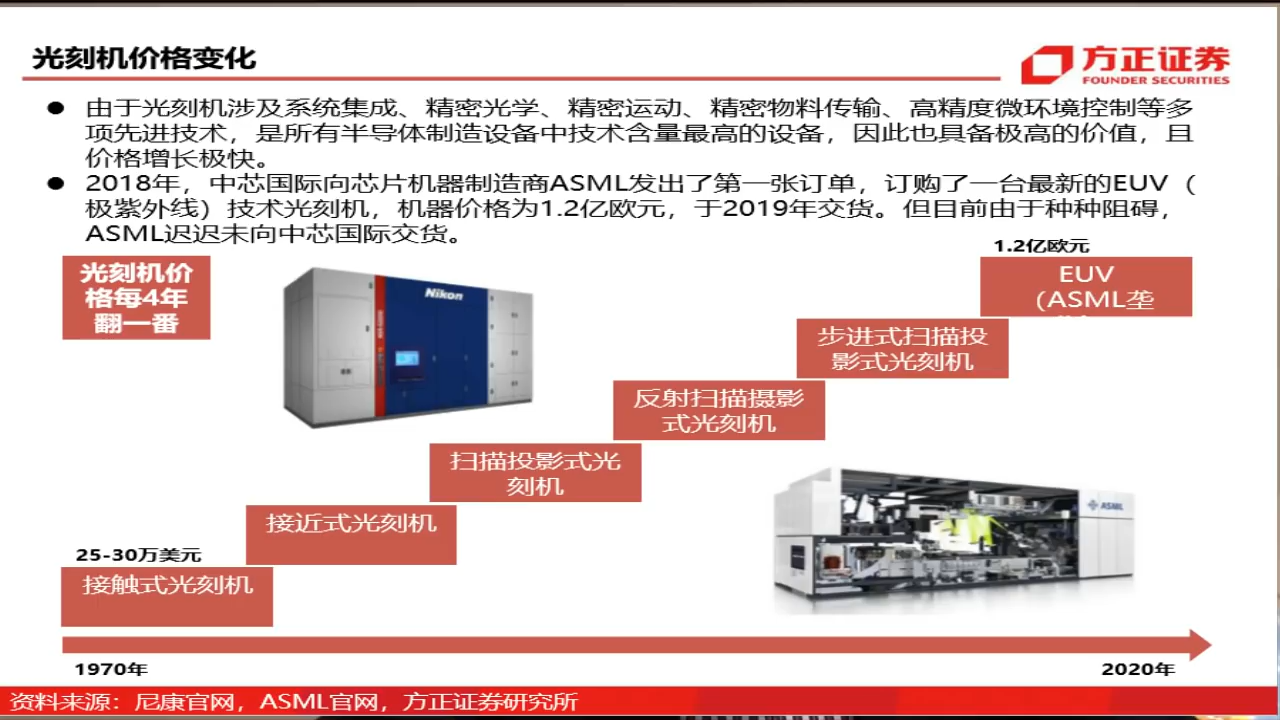 光刻机价格变化
方正证券
FOUNDER SECURITIES
● 由于光刻机涉及系统集成、精密光学、精密运动、精密物料传输、高精度微环境控制等多
项先进技术，是所有半导体制造设备中技术含量最高的设备，因此也具备极高的价值，且
价格增长极快。
● 2018年，中芯国际向芯片机器制造商ASML发出了第一张订单，订购了一台最新的EUV（
极紫外线）技术光刻机，机器价格为1.2亿欧元，于2019年交货。但目前由于种种阻碍，
ASML迟迟未向中芯国际交货。
1.2亿欧元
光刻机价
格每4年
翻一番
Nikon
EUV
（ASML垄
步进式扫描投
影式光刻机
反射扫描摄影
式光刻机
扫描投影式光
刻机
ASML
接近式光刻机
25-30万美元
接触式光刻机
1970年
2020年
资料来源：尼康官网，ASML官网，方正证券研究所